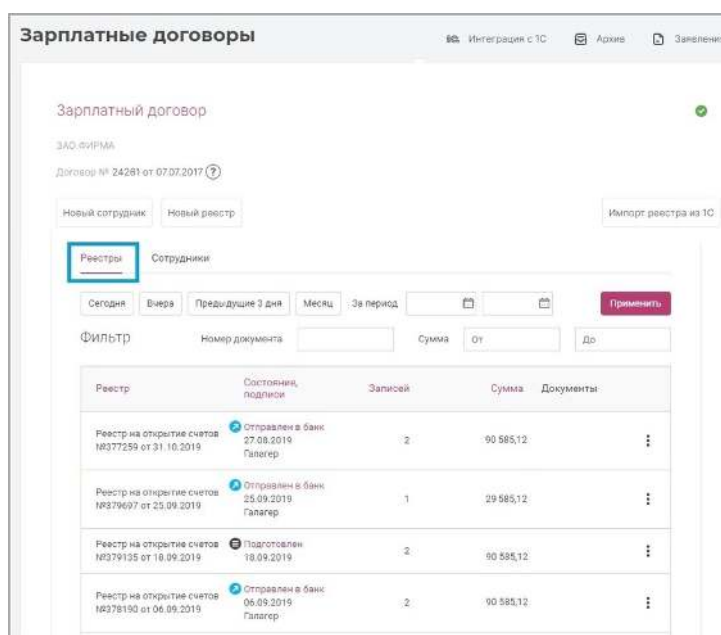 Зарплатные договоры
1С Интеграция с 1С Архив Заявления
Зарплатный договор
ЗАО ФИРМА
Договор № 24261 от 07.07.2017 ?
Новый сотрудник Новый реестр Импорт реестра из 1С
Реестры Сотрудники
Сегодня Вчера Предыдущие 3 дня Месяц За период Применить
Фильтр Номер документа Сумма От До
Реестр Состояние, подписи Записей Сумма Документы
Реестр на открытие счетов Отправлен в банк
№377259 от 31.10.2019 27.08.2019 2 90 585,12
Галагер
Реестр на открытие счетов Отправлен в банк
№379697 от 25.09.2019 25.09.2019 1 29 585,12
Галагер
Реестр на открытие счетов Подготовлен
№379135 от 18.09.2019 18.09.2019 2 90 585,12
Реестр на открытие счетов Отправлен в банк
№378190 от 06.09.2019 06.09.2019 2 90 585,12
Галагер